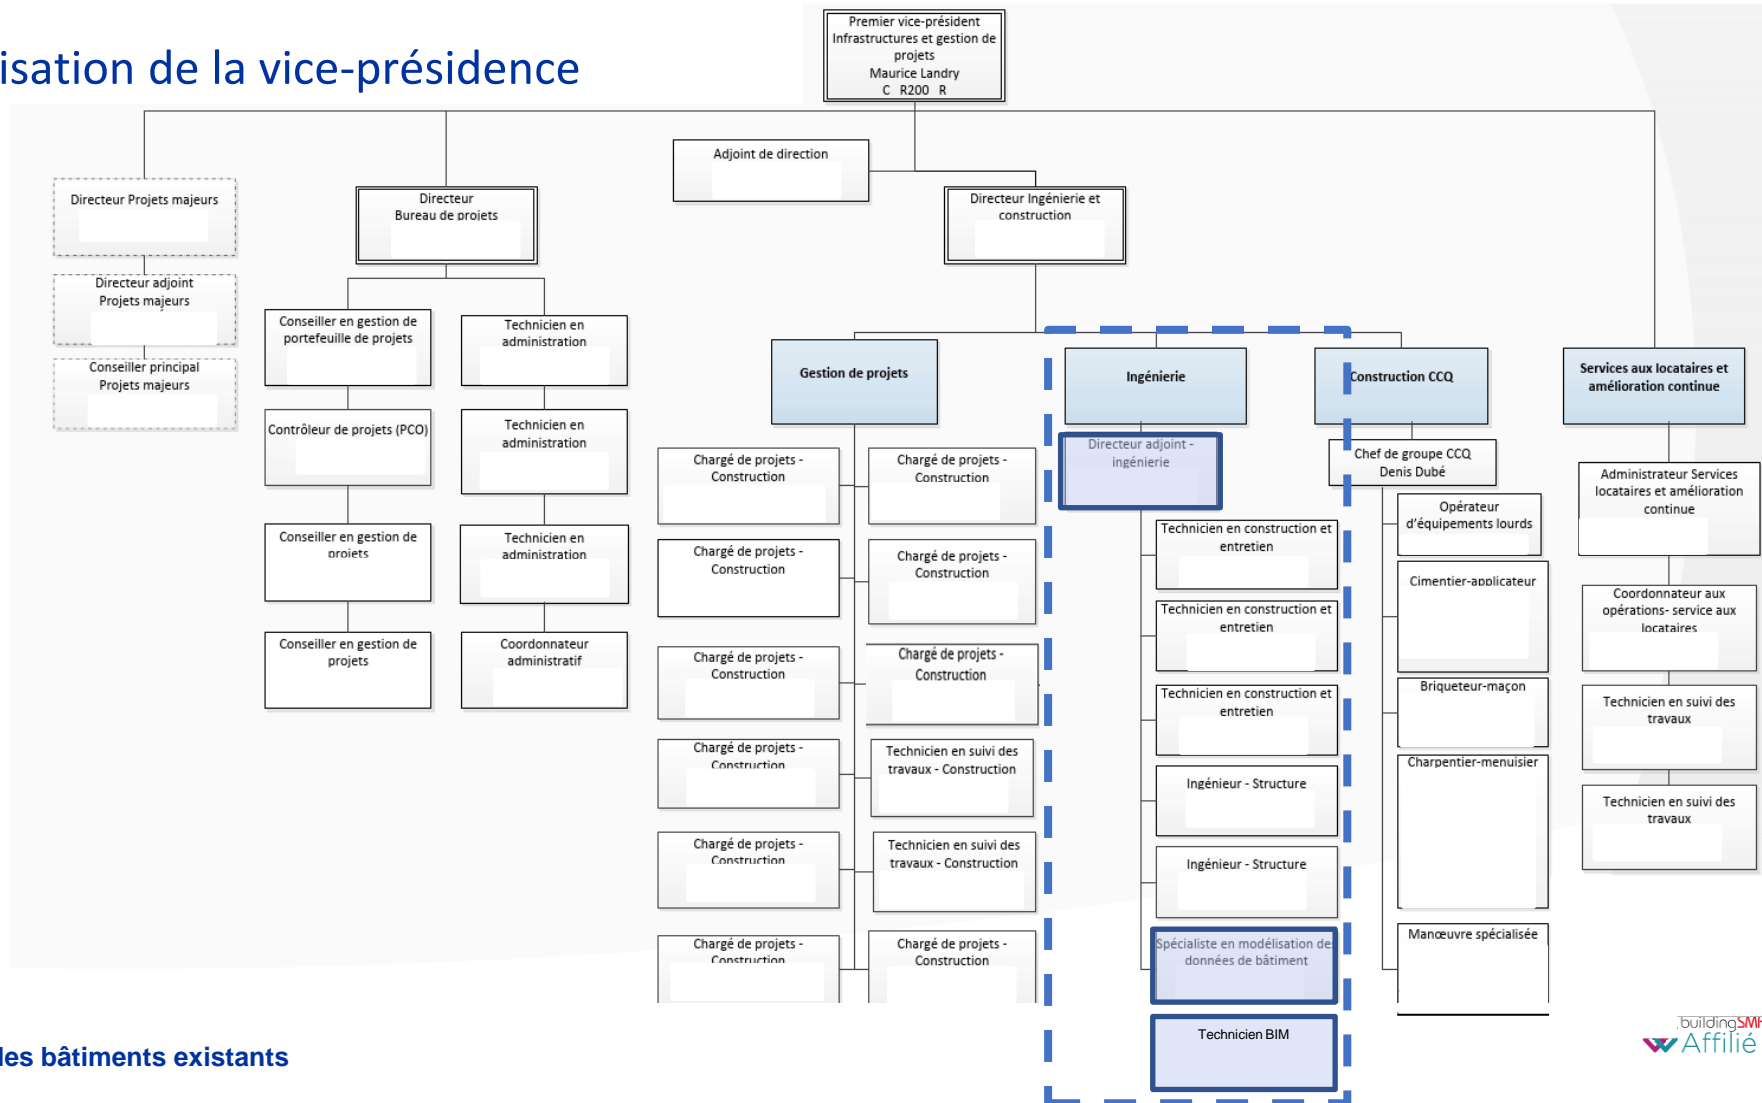 isation de la vice-présidence
Premier vice-président
Infrastructures et gestion de
projets
Maurice Landry
C R200 R
Adjoint de direction
Directeur Projets majeurs
Directeur adjoint
Projets majeurs
Conseiller principal
Projets majeurs
Directeur
Bureau de projets
Conseiller en gestion de
portefeuille de projets
Contrôleur de projets (PCO)
Conseiller en gestion de
projets
Conseiller en gestion de
projets
Technicien en
administration
Technicien en
administration
Technicien en
administration
Coordonnateur
administratif
Directeur Ingénierie et
construction
Gestion de projets
Chargé de projets -
Construction
Chargé de projets -
Construction
Chargé de projets -
Construction
Chargé de projets -
Construction
Chargé de projets -
Construction
Chargé de projets -
Construction
Chargé de projets -
Construction
Technicien en suivi des
travaux - Construction
Chargé de projets -
Construction
Technicien en suivi des
travaux - Construction
Chargé de projets -
Construction
Chargé de projets -
Construction
Ingénierie
Directeur adjoint -
ingénierie
Technicien en construction et
entretien
Technicien en construction et
entretien
Technicien en construction et
entretien
Ingénieur - Structure
Ingénieur - Structure
Spécialiste en modélisation des
données de bâtiment
Technicien BIM
Construction CCQ
Chef de groupe CCQ
Denis Dubé
Opérateur
d'équipements lourds
Cimentier-applicateur
Briqueteur-maçon
Charpentier-menuisier
Manœuvre spécialisée
Services aux locataires et
amélioration continue
Administrateur Services
locataires et amélioration
continue
Coordonnateur aux
opérations- service aux
locataires
Technicien en suivi des
travaux
Technicien en suivi des
travaux
les bâtiments existants
buildingSMR
Affilié